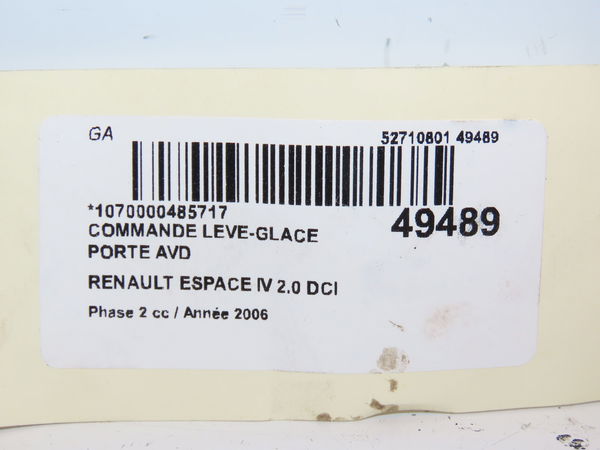 GA
52710801 49489
*1070000485717
49489
COMMANDE LEVE-GLACE
PORTE AVD
RENAULT ESPACE IV 2.0 DCI
Phase 2 cc / Année 2006